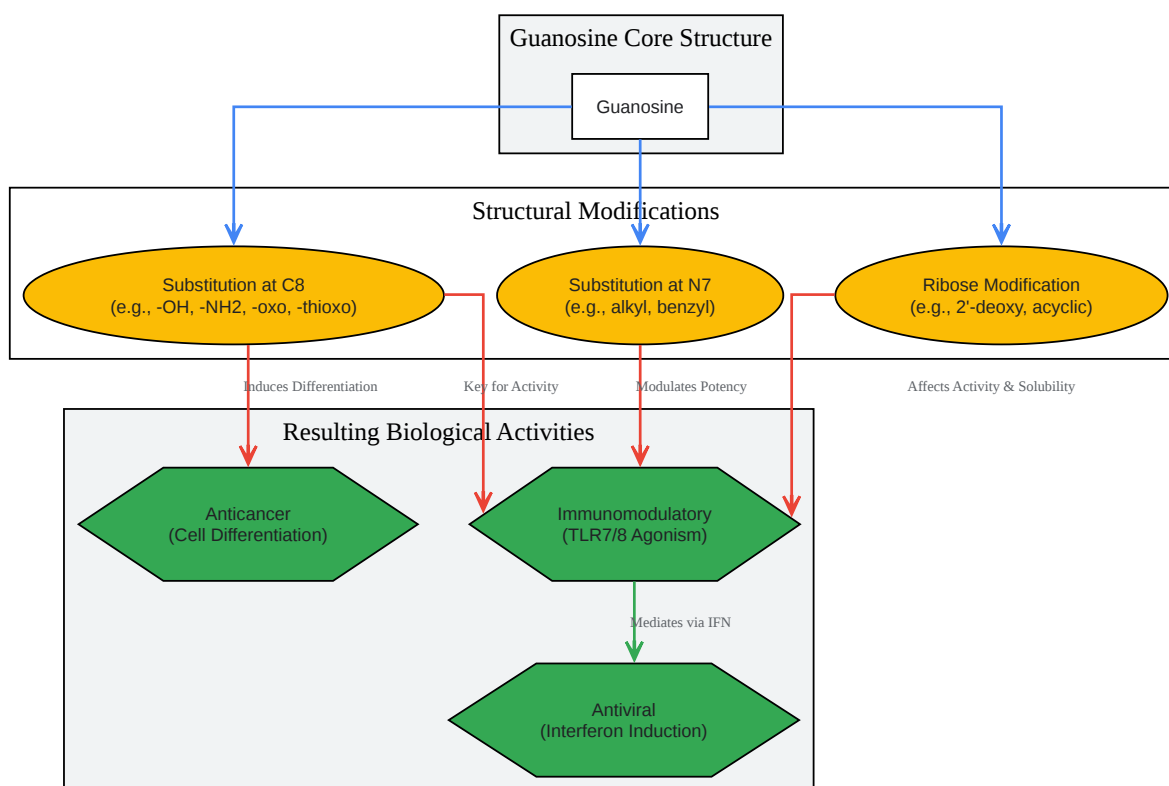 Guanosine Core Structure
Guanosine
Structural Modifications
Substitution at C8
(e.g., -OH, -NH2, -oxo, -thioxo)
Substitution at N7
(e.g., alkyl, benzyl)
Ribose Modification
(e.g., 2'-deoxy, acyclic)
Induces Differentiation
Key for Activity
Modulates Potency
Affects Activity & Solubility
Resulting Biological Activities
Anticancer
(Cell Differentiation)
Immunomodulatory
(TLR7/8 Agonism)
Mediates via IFN
Antiviral
(Interferon Induction)